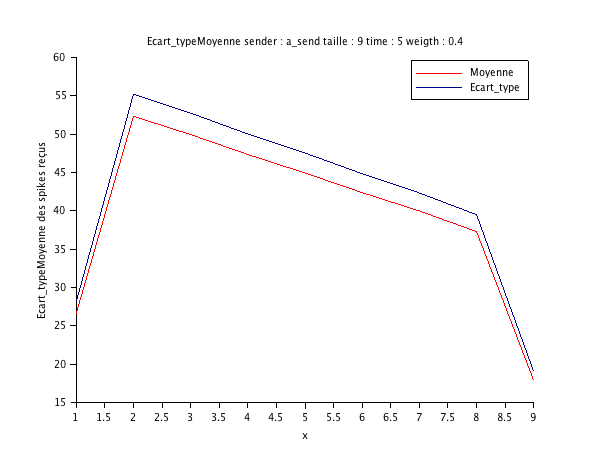 Ecart_typeMoyenne sender : a_send taille : 9 time : 5 weigth : 0.4
60
55
50
45
40
35
30
25
20
15
Ecart_typeMoyenne des spikes reçus
Moyenne
Ecart_type
1 1.5 2 2.5 3 3.5 4 4.5 5 5.5 6 6.5 7 7.5 8 8.5 9
x